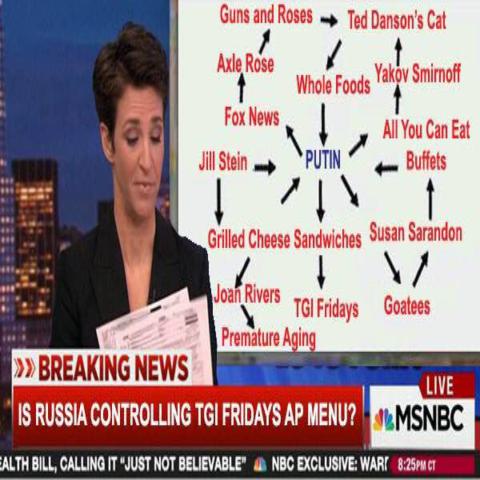 Guns and Roses
Ted Danson's Cat
Axle Rose
Whole Foods
Yakov Smirnoff
Fox News
All You Can Eat
Buffets
Jill Stein
PUTIN
Grilled Cheese Sandwiches
Susan Sarandon
Joan Rivers
TGI Fridays
Goatees
Premature Aging
BREAKING NEWS
LIVE
IS RUSSIA CONTROLLING TGI FRIDAYS AP MENU?
MSNBC
EALTH BILL, CALLING IT "JUST NOT BELIEVABLE" NBC EXCLUSIVE: WARR 8:25PM CT